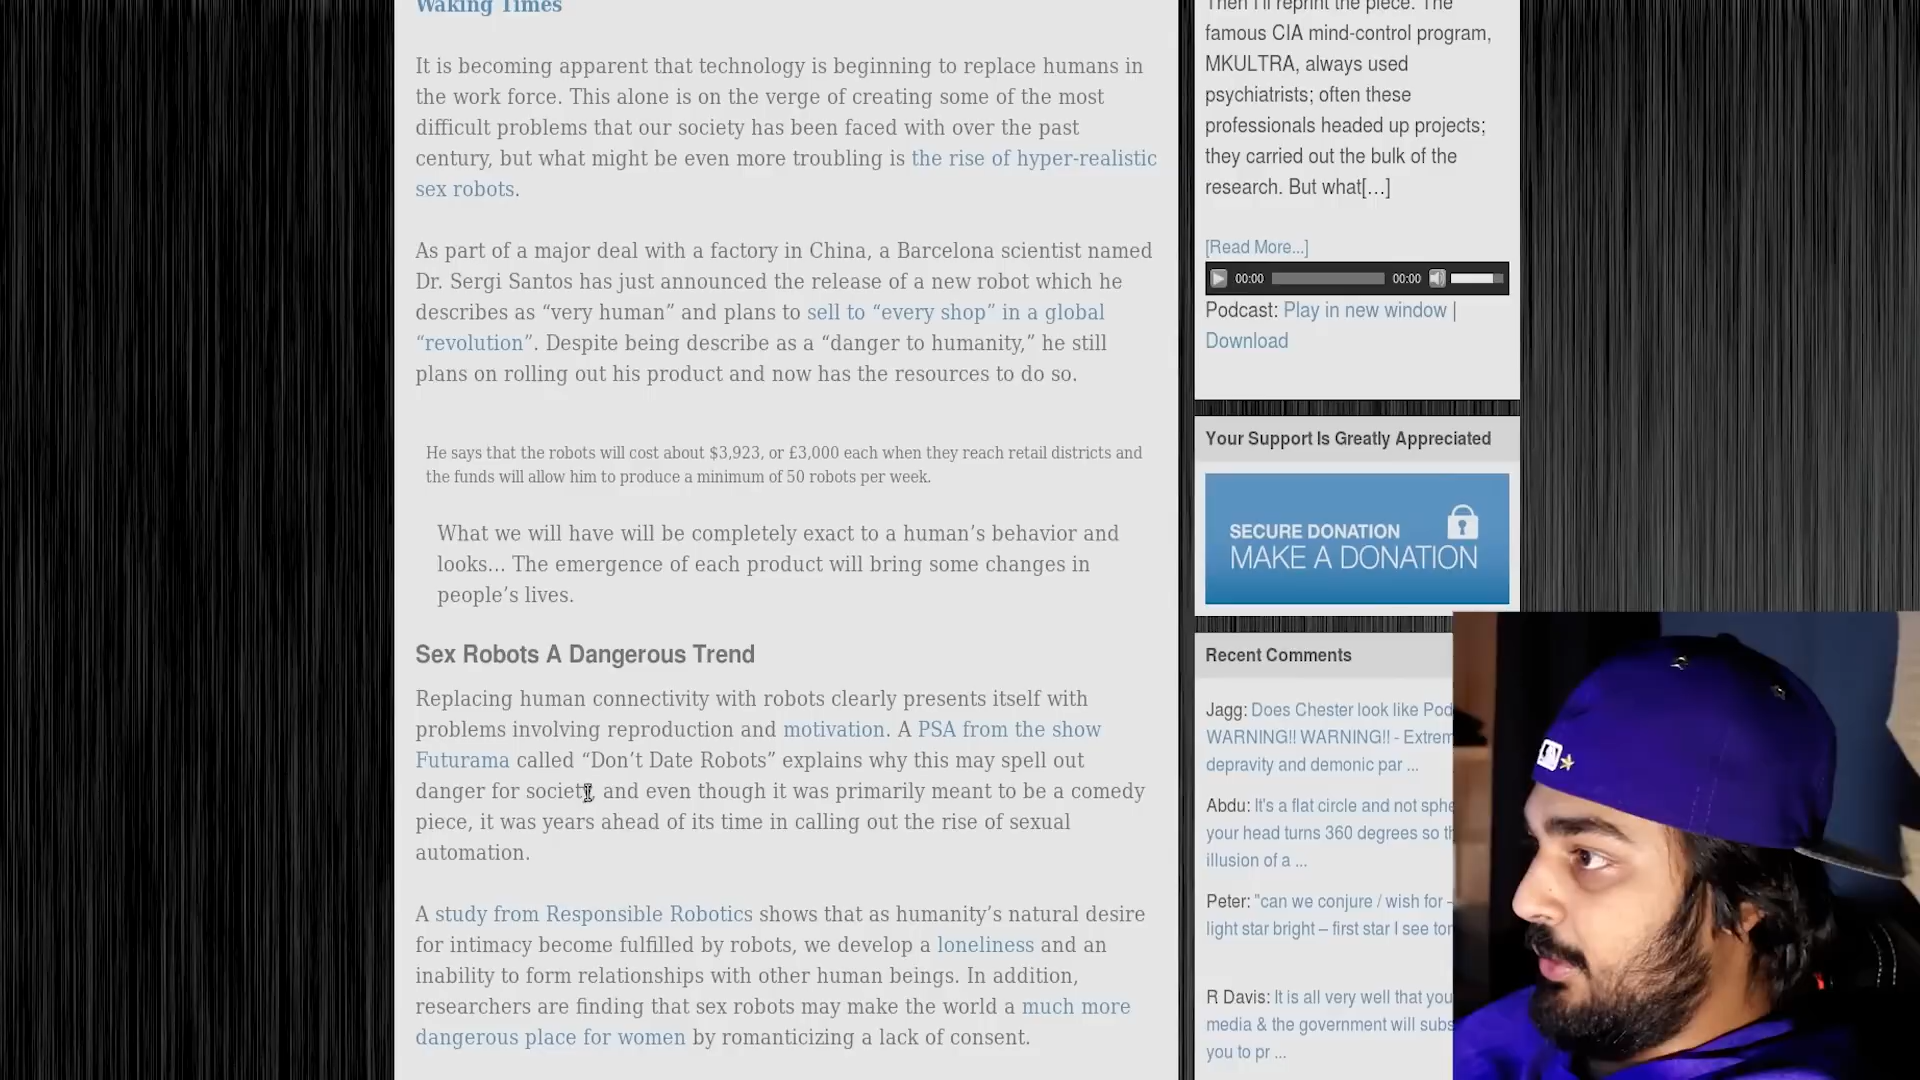 Waking Times
It is becoming apparent that technology is beginning to replace humans in
the work force. This alone is on the verge of creating some of the most
difficult problems that our society has been faced with over the past
century, but what might be even more troubling is the rise of hyper-realistic
sex robots.
As part of a major deal with a factory in China, a Barcelona scientist named
Dr. Sergi Santos has just announced the release of a new robot which he
describes as “very human” and plans to sell to “every shop” in a global
“revolution”. Despite being describe as a “danger to humanity,” he still
plans on rolling out his product and now has the resources to do so.
He says that the robots will cost about $3,923, or £3,000 each when they reach retail districts and
the funds will allow him to produce a minimum of 50 robots per week.
What we will have will be completely exact to a human’s behavior and
looks… The emergence of each product will bring some changes in
people’s lives.
Sex Robots A Dangerous Trend
Replacing human connectivity with robots clearly presents itself with
problems involving reproduction and motivation. A PSA from the show
Futurama called “Don’t Date Robots” explains why this may spell out
danger for society, and even though it was primarily meant to be a comedy
piece, it was years ahead of its time in calling out the rise of sexual
automation.
A study from Responsible Robotics shows that as humanity’s natural desire
for intimacy become fulfilled by robots, we develop a loneliness and an
inability to form relationships with other human beings. In addition,
researchers are finding that sex robots may make the world a much more
dangerous place for women by romanticizing a lack of consent.
Then I'll reprint the piece. The
famous CIA mind-control program,
MKULTRA, always used
psychiatrists; often these
professionals headed up projects;
they carried out the bulk of the
research. But what[…]
[Read More...]
00:00 00:00
Podcast: Play in new window |
Download
Your Support Is Greatly Appreciated
SECURE DONATION
MAKE A DONATION
Recent Comments
Jagg: Does Chester look like Pod
WARNING!! WARNING!! - Extrem
depravity and demonic par ...
Abdu: It's a flat circle and not sphe
your head turns 360 degrees so th
illusion of a ...
Peter: "can we conjure / wish for –
light star bright – first star I see ton
R Davis: It is all very well that you
media & the government will subs
you to pr ...